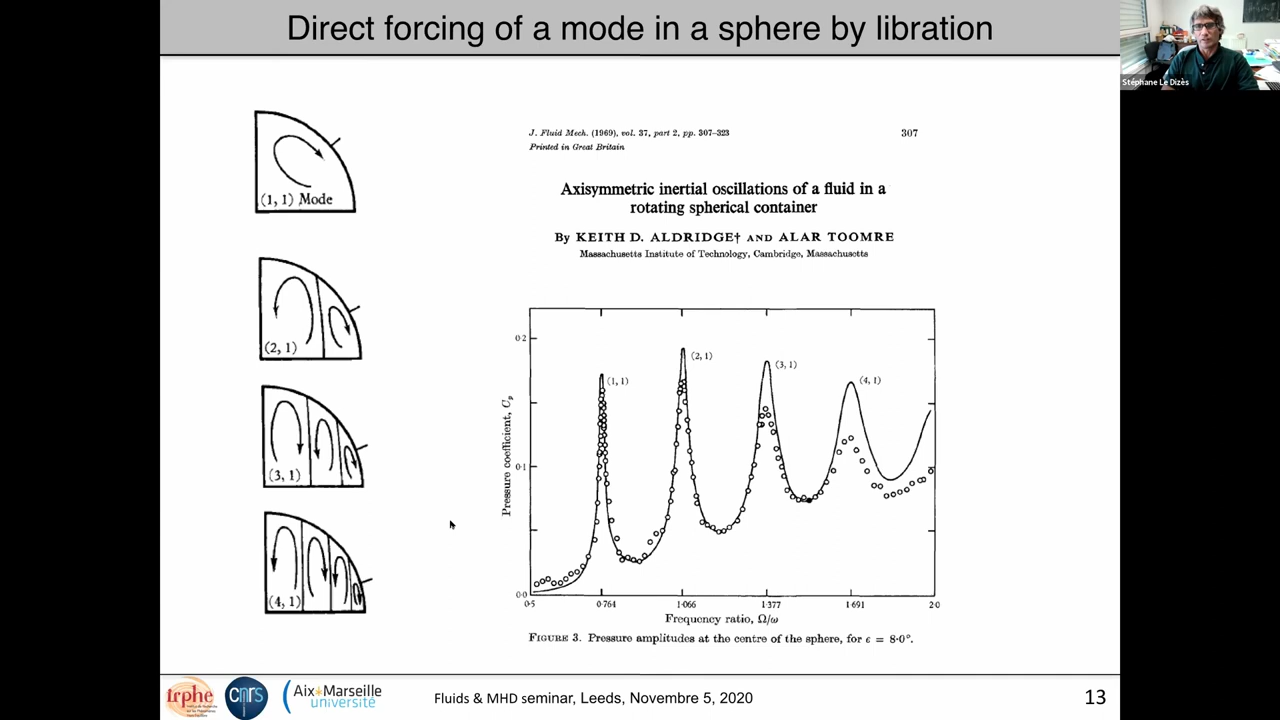 Direct forcing of a mode in a sphere by libration
Stéphane Le Dizès
(1, 1) Mode
(2, 1)
(3, 1)
(4, 1)
J. Fluid Mech. (1969), vol. 37, part 2, pp. 307–323
307
Printed in Great Britain
Axisymmetric inertial oscillations of a fluid in a
rotating spherical container
By KEITH D. ALDRIDGE† AND ALAR TOOMRE
Massachusetts Institute of Technology, Cambridge, Massachusetts
Pressure coefficient, Cp
0·2
0·1
0·0
(1, 1)
(2, 1)
(3, 1)
(4, 1)
0·5 0·764 1·066 1·377 1·691 2·0
Frequency ratio, Ω/ω
FIGURE 3. Pressure amplitudes at the centre of the sphere, for ϵ = 8·0°.
irphe
cnrs
Aix Marseille
université
Fluids & MHD seminar, Leeds, Novembre 5, 2020
13